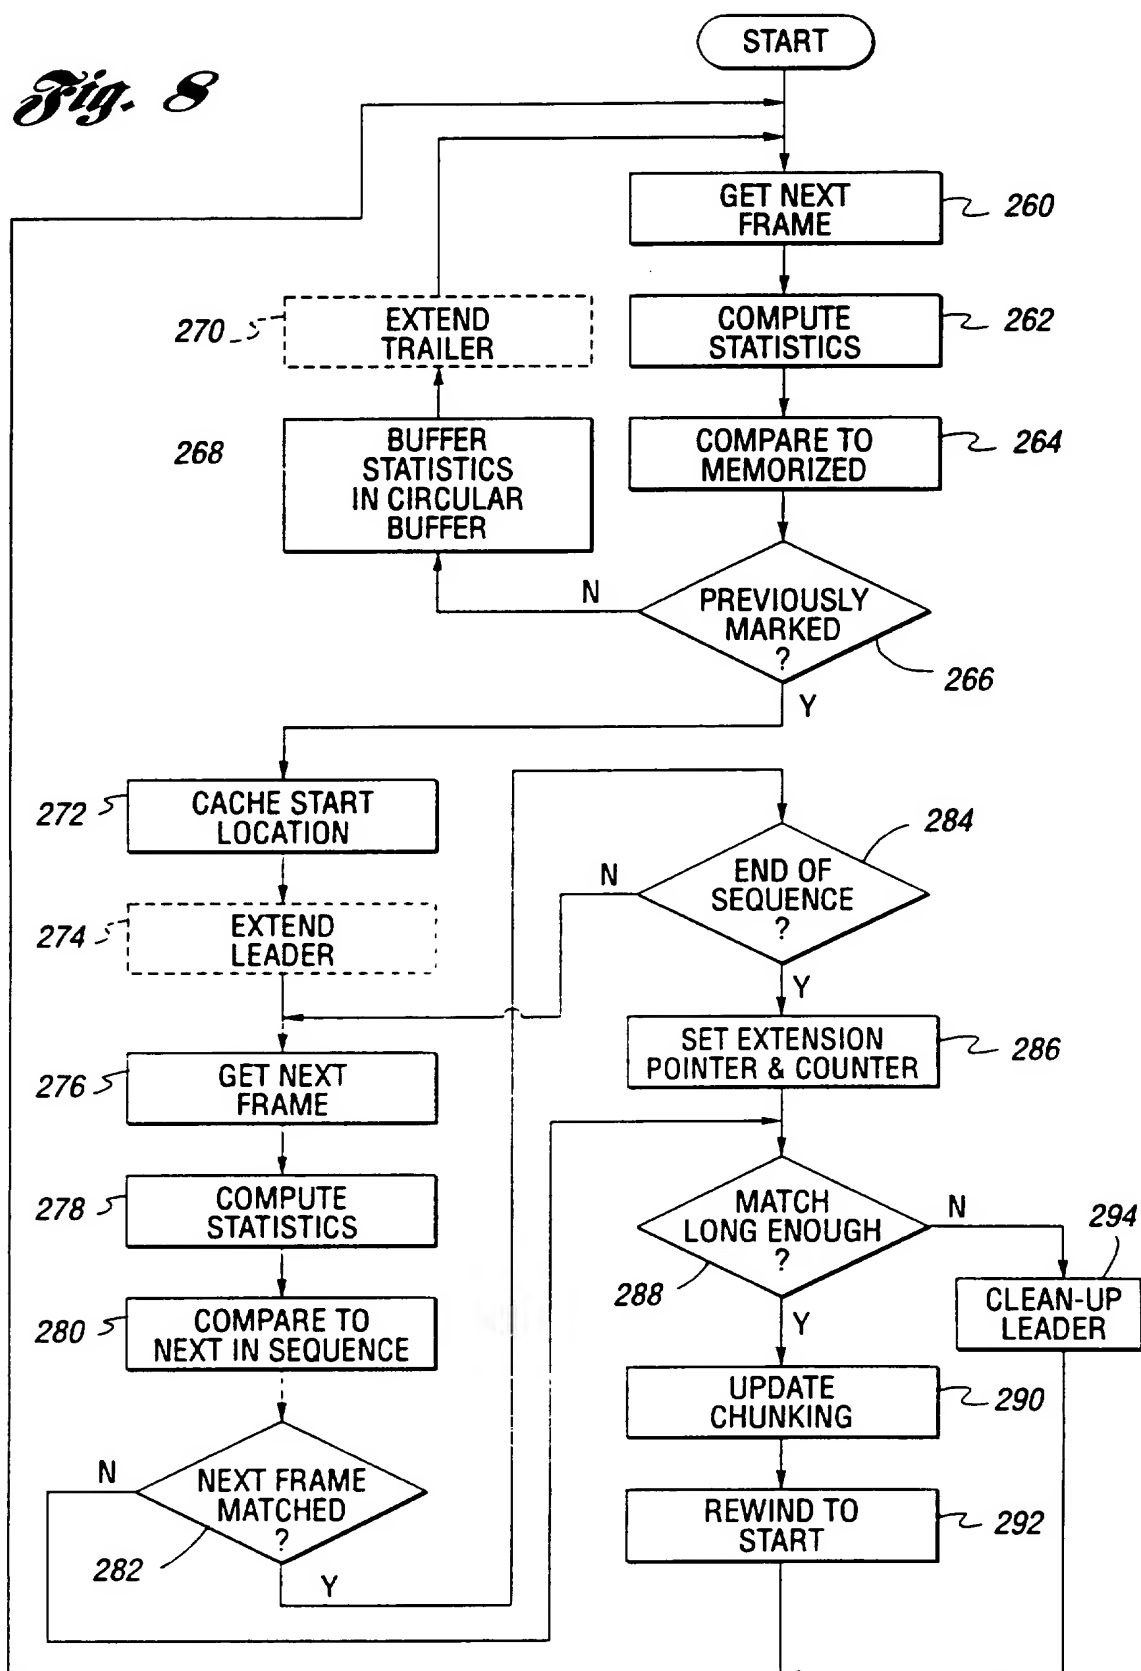 Fig. 8
START
GET NEXT
FRAME
260
COMPUTE
STATISTICS
262
COMPARE TO
MEMORIZED
264
PREVIOUSLY
MARKED
?
266
N
Y
BUFFER
STATISTICS
IN CIRCULAR
BUFFER
268
EXTEND
TRAILER
270
CACHE START
LOCATION
272
EXTEND
LEADER
274
GET NEXT
FRAME
276
COMPUTE
STATISTICS
278
COMPARE TO
NEXT IN SEQUENCE
280
NEXT FRAME
MATCHED
?
282
N
Y
END OF
SEQUENCE
?
284
N
Y
SET EXTENSION
POINTER & COUNTER
286
MATCH
LONG ENOUGH
?
288
N
Y
UPDATE
CHUNKING
290
REWIND TO
START
292
CLEAN-UP
LEADER
294